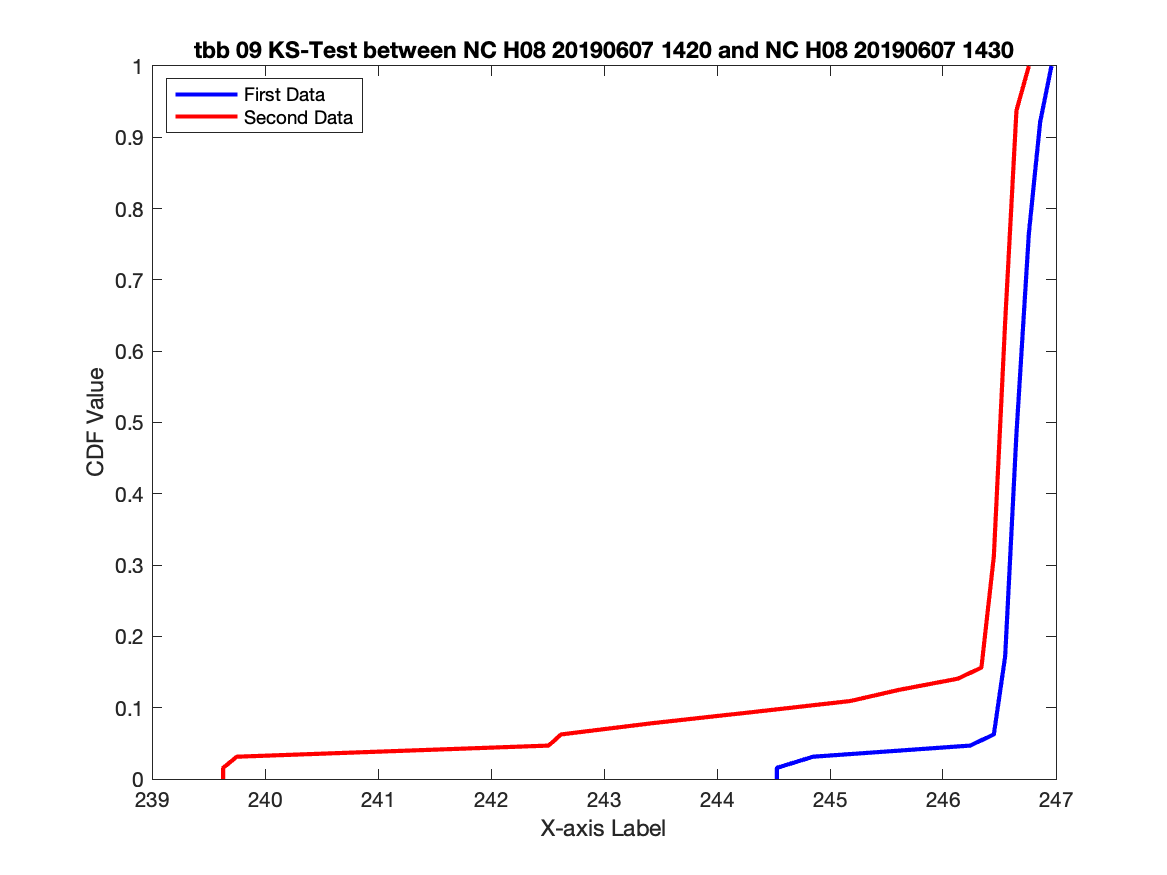 tbb 09 KS-Test between NC H08 20190607 1420 and NC H08 20190607 1430
First Data
Second Data
CDF Value
1
0.9
0.8
0.7
0.6
0.5
0.4
0.3
0.2
0.1
0
239 240 241 242 243 244 245 246 247
X-axis Label